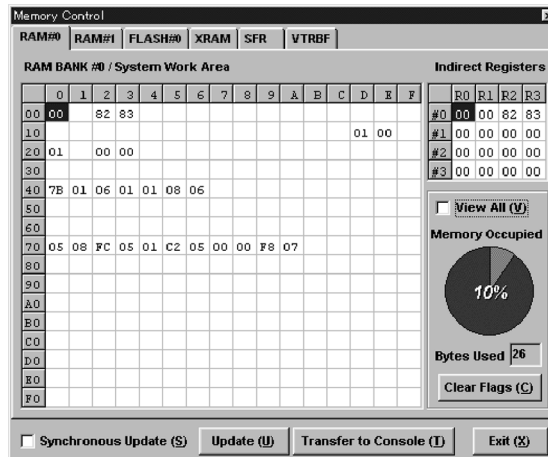 Memory Control
RAM#0 RAM#1 FLASH#0 XRAM SFR VTRBF
RAM BANK #0 / System Work Area
0 1 2 3 4 5 6 7 8 9 A B C D E F
00 00 82 83
10 01 00
20 01 00 00
30
40 7B 01 06 01 01 08 06
50
60
70 05 08 FC 05 01 C2 05 00 00 F8 07
80
90
A0
B0
C0
D0
E0
F0
Indirect Registers
R0 R1 R2 R3
#0 00 00 82 83
#1 00 00 00 00
#2 00 00 00 00
#3 00 00 00 00
View All (V)
Memory Occupied
10%
Bytes Used 26
Clear Flags (C)
Synchronous Update (S) Update (U) Transfer to Console (T) Exit (X)